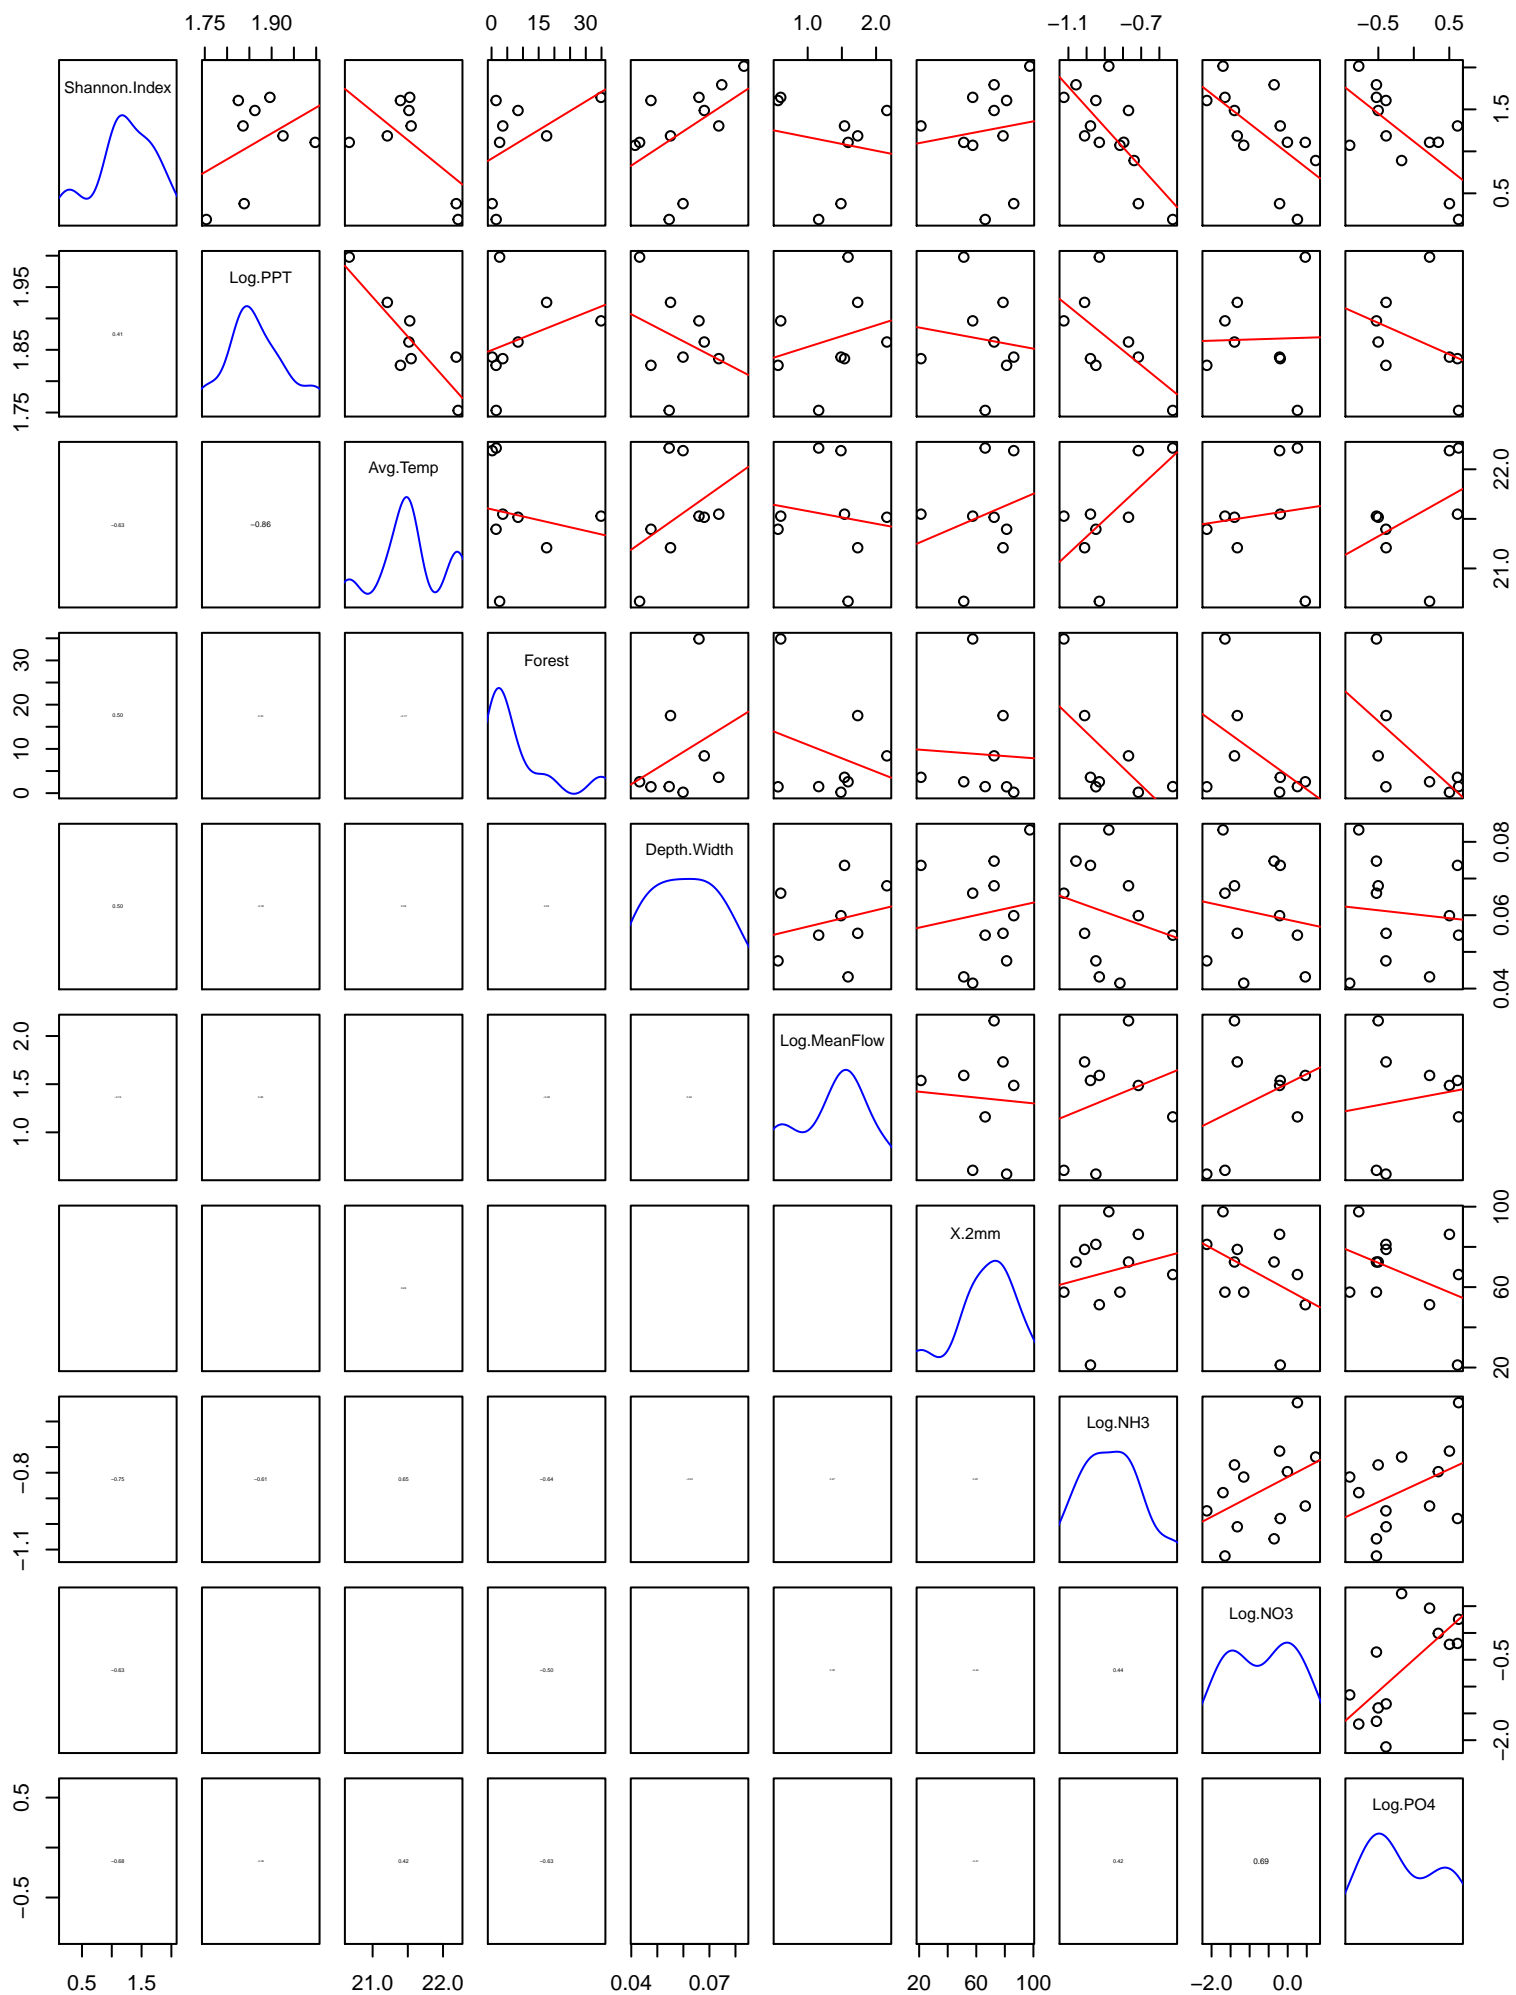 1.75 1.90 0 15 30 1.0 2.0 −1.1 −0.7 −0.5 0.5
Shannon.Index
0.5 1.5
1.75 1.85 1.95
0.41
Log.PPT
−0.63
−0.86
Avg.Temp
21.0 22.0
0 10 20 30
0.50
Forest
0.50
Depth.Width
0.04 0.06 0.08
1.0 1.5 2.0
Log.MeanFlow
X.2mm
20 60 100
−1.1 −0.8
−0.75
−0.61
0.65
−0.64
Log.NH3
−0.63
−0.50
0.44
Log.NO3
−2.0 −0.5
−0.5 0.5
−0.68
0.42
−0.63
0.42
0.69
Log.PO4
0.5 1.5 21.0 22.0 0.04 0.07 20 60 100 −2.0 0.0